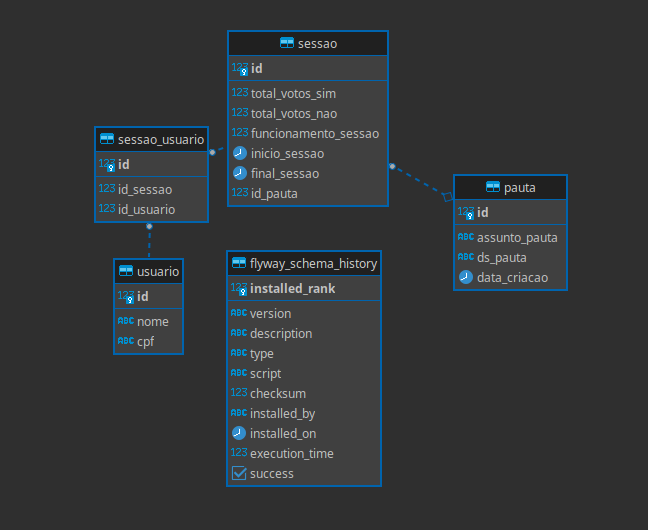 sessao
123 id
123 total_votos_sim
123 total_votos_nao
123 funcionamento_sessao
inicio_sessao
final_sessao
123 id_pauta
sessao_usuario
123 id
123 id_sessao
123 id_usuario
pauta
123 id
ABC assunto_pauta
ABC ds_pauta
data_criacao
usuario
123 id
ABC nome
ABC cpf
flyway_schema_history
123 installed_rank
ABC version
ABC description
ABC type
ABC script
123 checksum
ABC installed_by
installed_on
123 execution_time
success